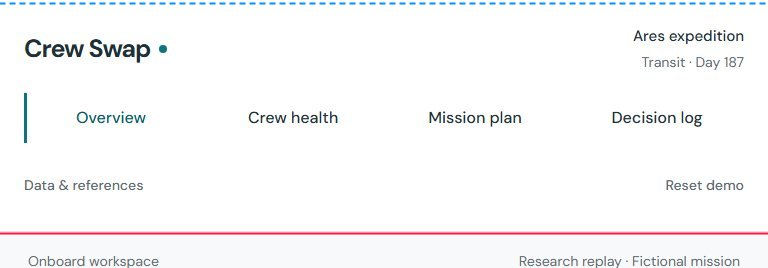 Crew Swap
Ares expedition
Transit · Day 187
Overview
Crew health
Mission plan
Decision log
Data & references
Reset demo
Onboard workspace
Research replay · Fictional mission